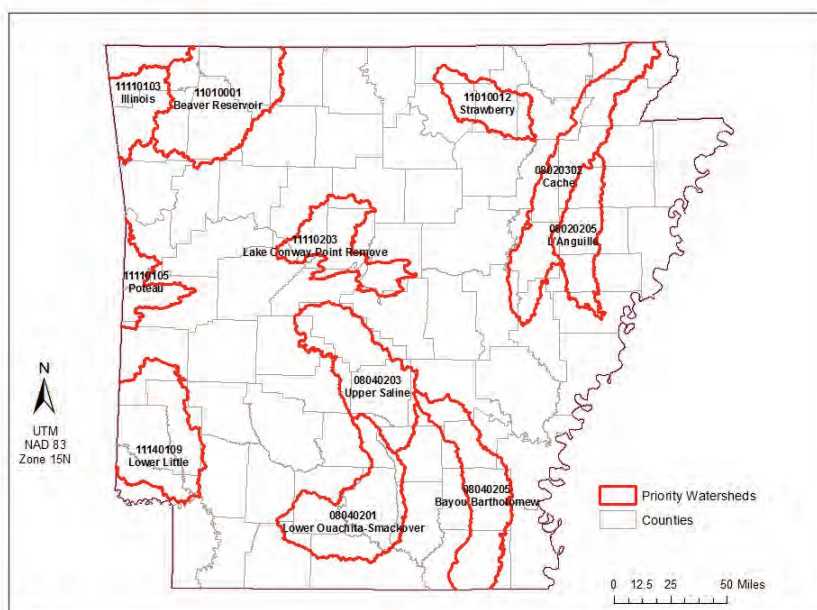 11110103
Illinois
11010001
Beaver Reservoir
11010012
Strawberry
08020302
Cache
08020205
L'Anguille
11110203
Lake Conway Point Remove
11110105
Poteau
08040203
Upper Saline
11140109
Lower Little
08040201
Lower Ouachita-Smackover
08040205
Bayou Bartholomew
N
UTM
NAD 83
Zone 15N
Priority Watersheds
Counties
0 12.5 25 50 Miles